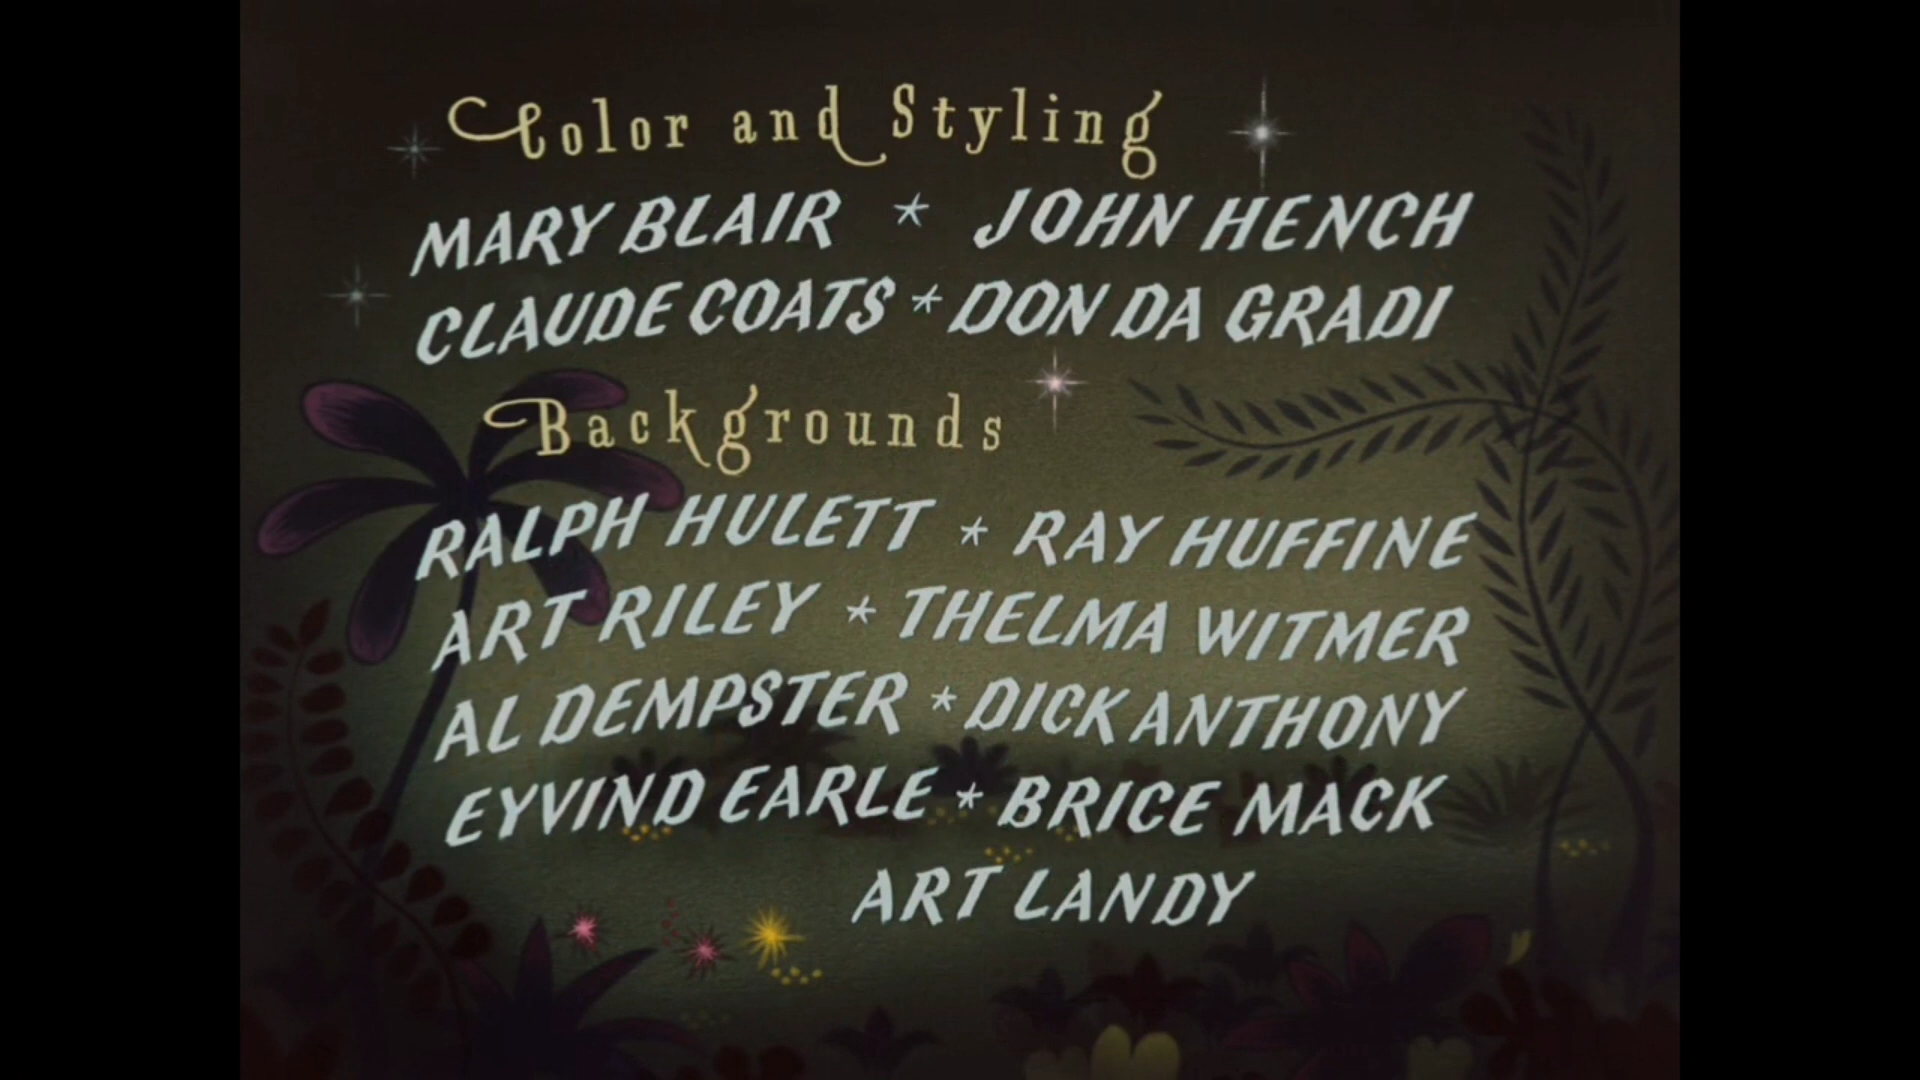 Color and Styling
MARY BLAIR * JOHN HENCH
CLAUDE COATS * DON DA GRADI
Backgrounds
RALPH HULETT * RAY HUFFINE
ART RILEY * THELMA WITMER
AL DEMPSTER * DICK ANTHONY
EYVIND EARLE * BRICE MACK
ART LANDY